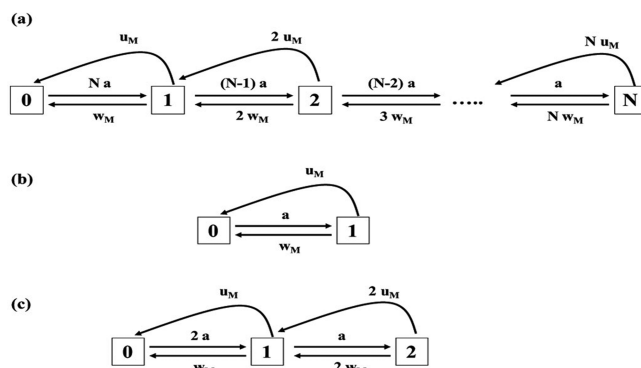 (a)
u_M 2 u_M N u_M
N a (N-1) a (N-2) a a
0 1 2 ..... N
w_M 2 w_M 3 w_M N w_M
(b)
u_M
a
0 1
w_M
(c)
u_M 2 u_M
2 a a
0 1 2